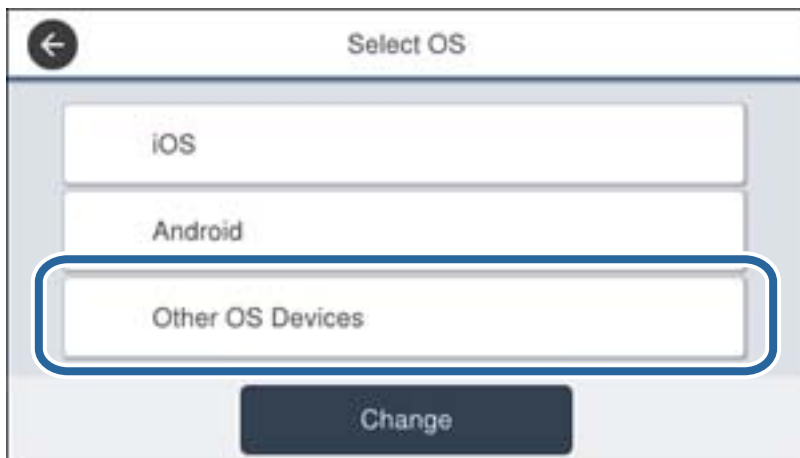 Select OS
iOS
Android
Other OS Devices
Change